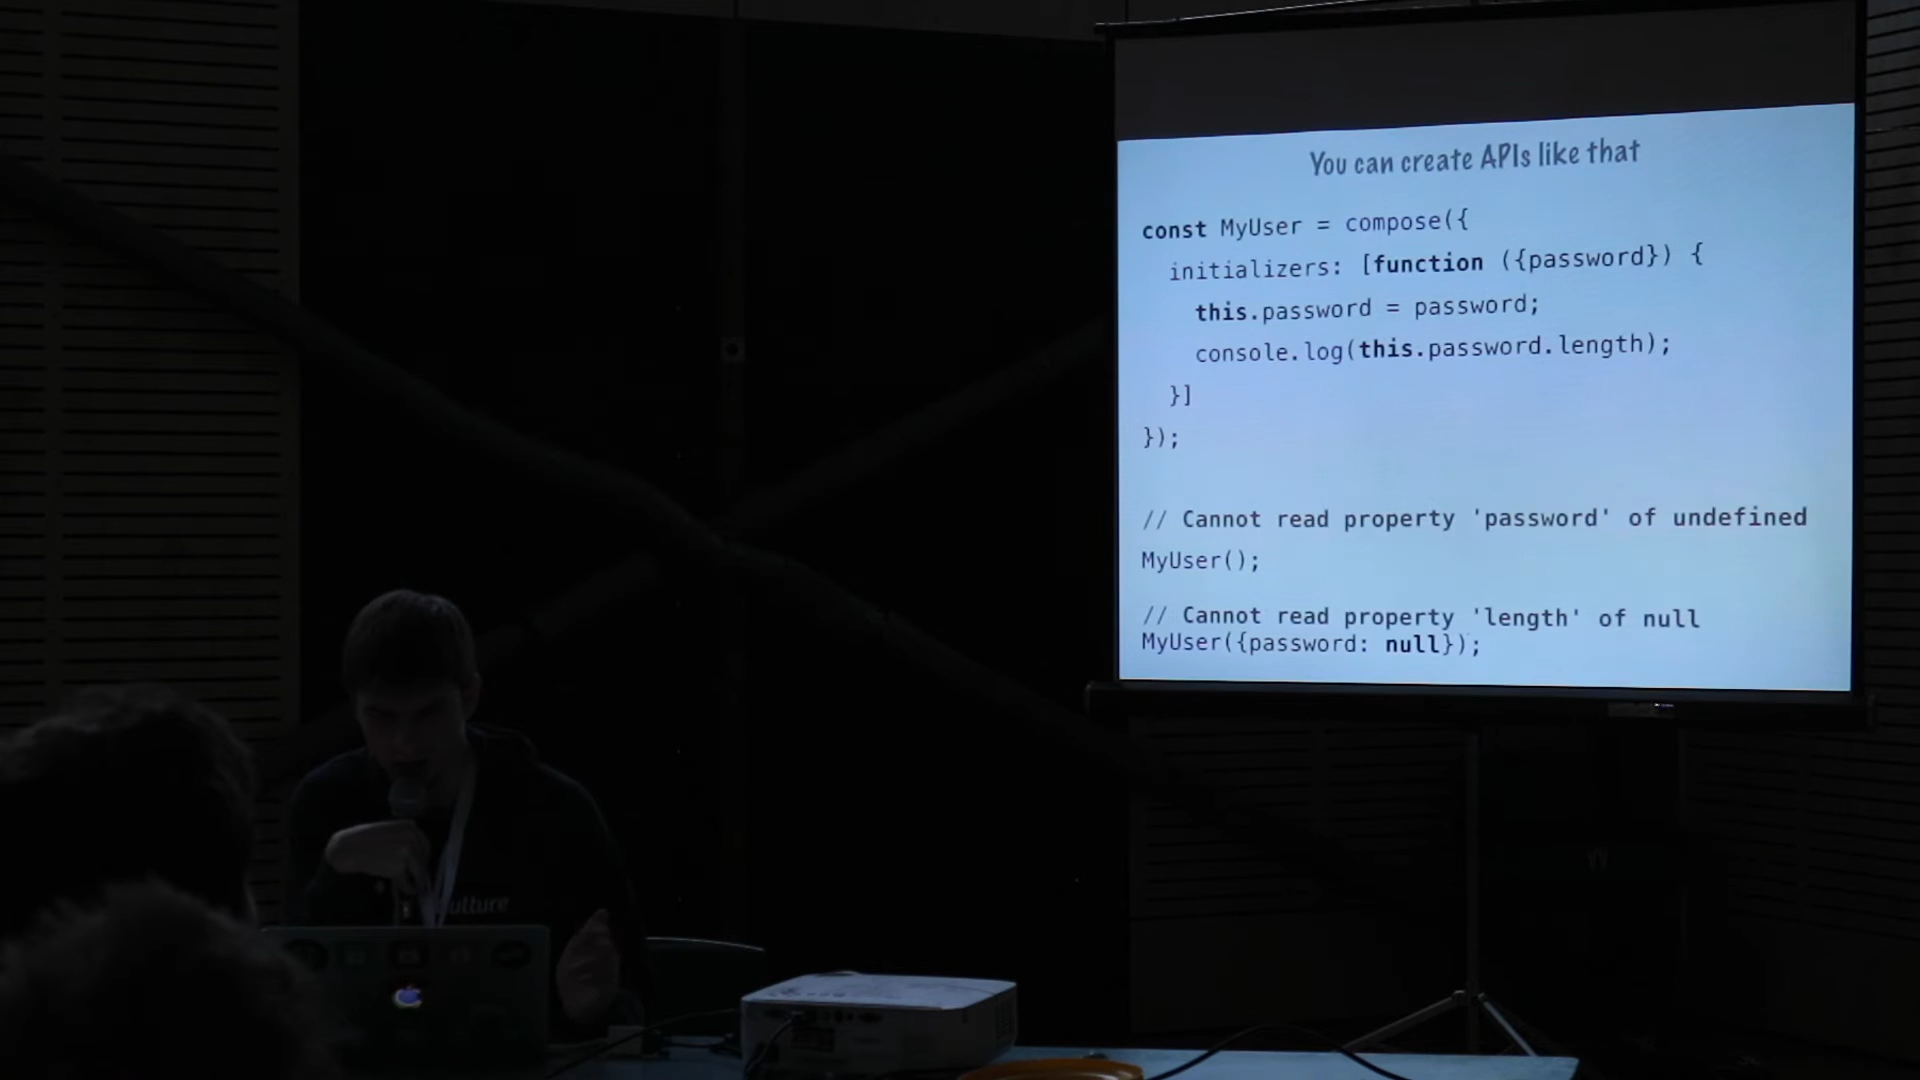 You can create APIs like that
const MyUser = compose({
initializers: [function ({password}) {
this.password = password;
console.log(this.password.length);
}]
});
// Cannot read property 'password' of undefined
MyUser();
// Cannot read property 'length' of null
MyUser({password: null});